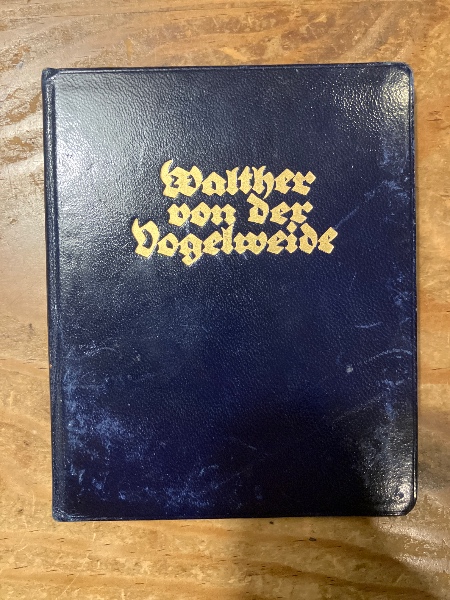 Walther
von der
Vogelweide